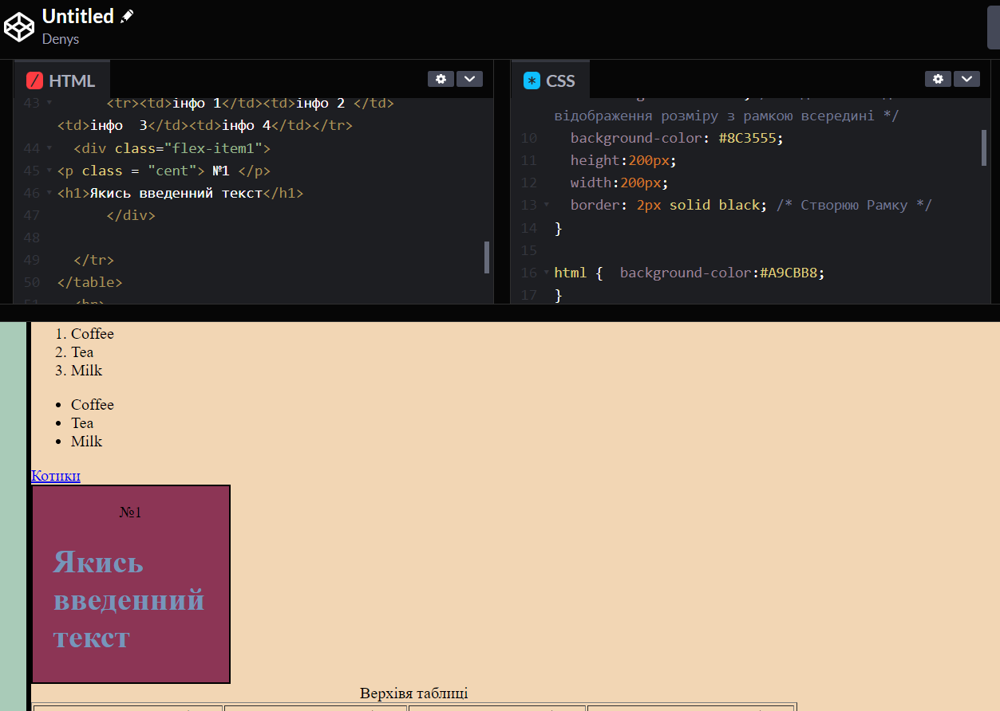 Untitled
Denys
HTML
CSS
43 <tr><td>інфо 1</td><td>інфо 2 </td>
<td>інфо  3</td><td>інфо 4</td></tr>
44 <div class="flex-item1">
45 <p class = "cent"> №1 </p>
46 <h1>Якись введенний текст</h1>
47 </div>
48
49 </tr>
50 </table>
51 <hr>
відображення розміру з рамкою всередині */
10 background-color: #8C3555;
11 height:200px;
12 width:200px;
13 border: 2px solid black; /* Створюю Рамку */
14 }
15
16 html {  background-color:#A9CBB8;
17 }
1. Coffee
2. Tea
3. Milk
• Coffee
• Tea
• Milk
Котики
№1
Якись
введенний
текст
Верхівя таблиці